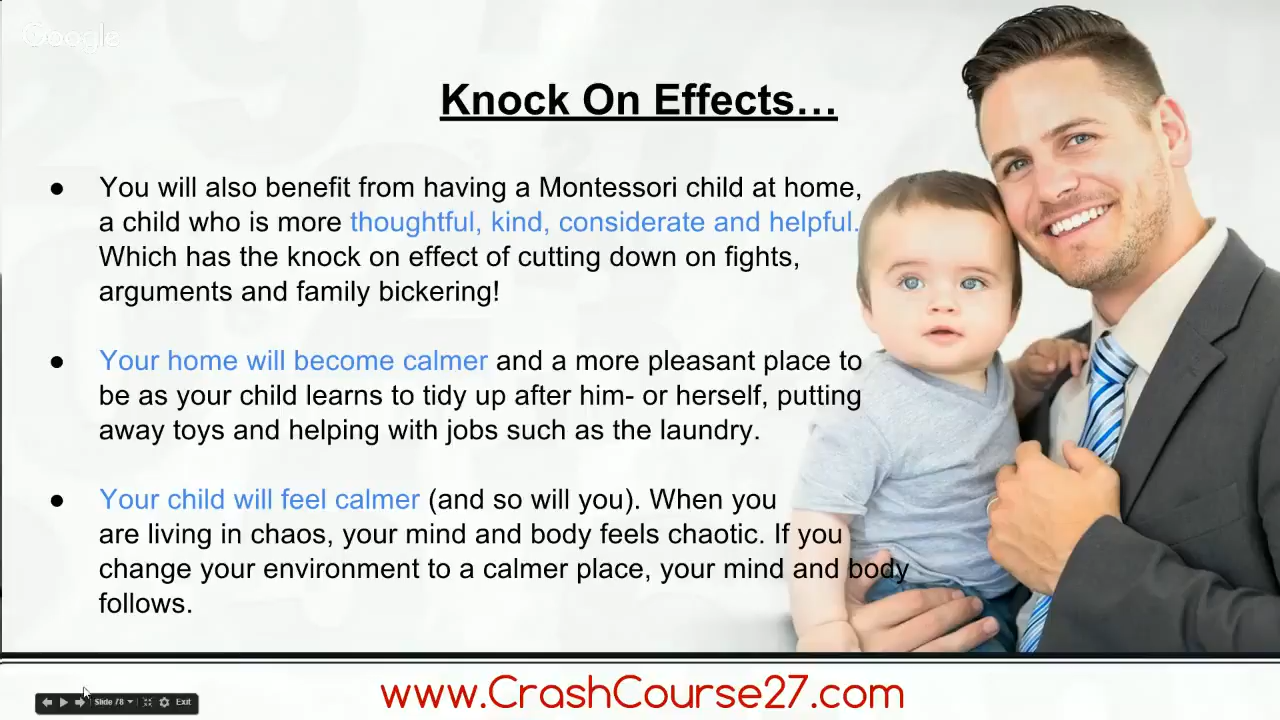 Google
Knock On Effects...
● You will also benefit from having a Montessori child at home,
a child who is more thoughtful, kind, considerate and helpful.
Which has the knock on effect of cutting down on fights,
arguments and family bickering!
● Your home will become calmer and a more pleasant place to
be as your child learns to tidy up after him- or herself, putting
away toys and helping with jobs such as the laundry.
● Your child will feel calmer (and so will you). When you
are living in chaos, your mind and body feels chaotic. If you
change your environment to a calmer place, your mind and body
follows.
Slide 78 Exit
www.CrashCourse27.com